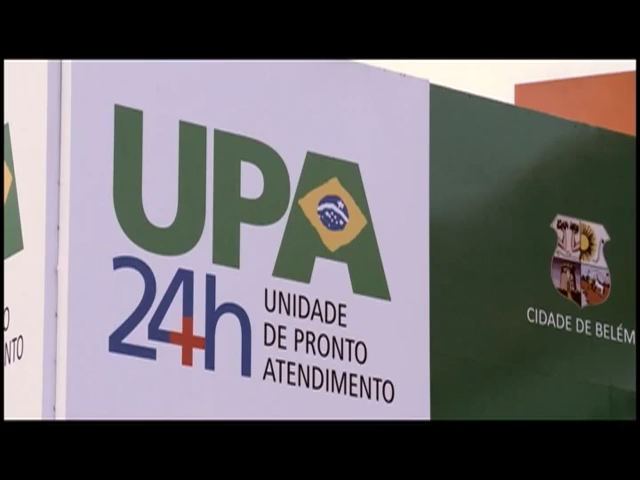 UPA
24h
UNIDADE
DE PRONTO
ATENDIMENTO
CIDADE DE BELÉM